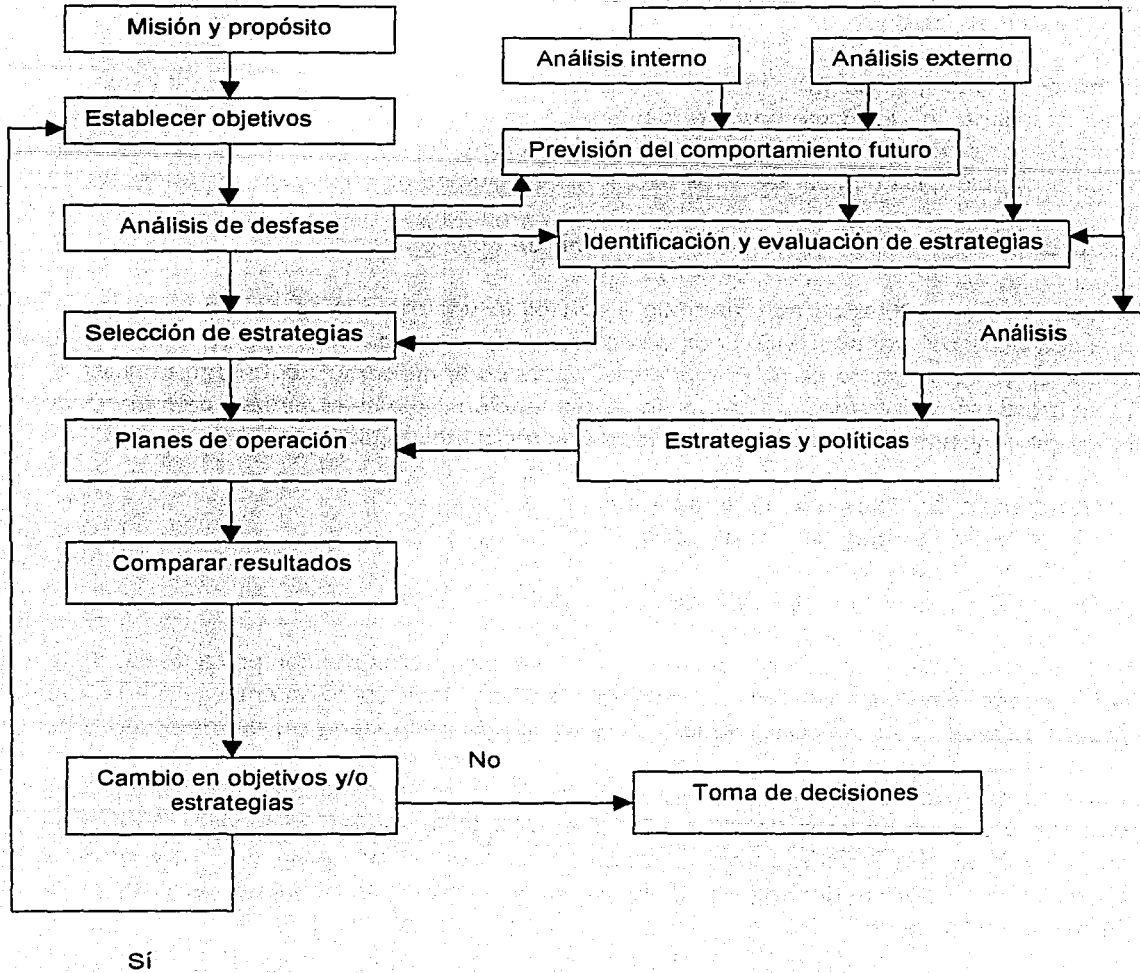 Misión y propósito
Análisis interno
Análisis externo
Establecer objetivos
Previsión del comportamiento futuro
Análisis de desfase
Identificación y evaluación de estrategias
Selección de estrategias
Análisis
Planes de operación
Estrategias y políticas
Comparar resultados
Cambio en objetivos y/o
estrategias
No
Toma de decisiones
Sí